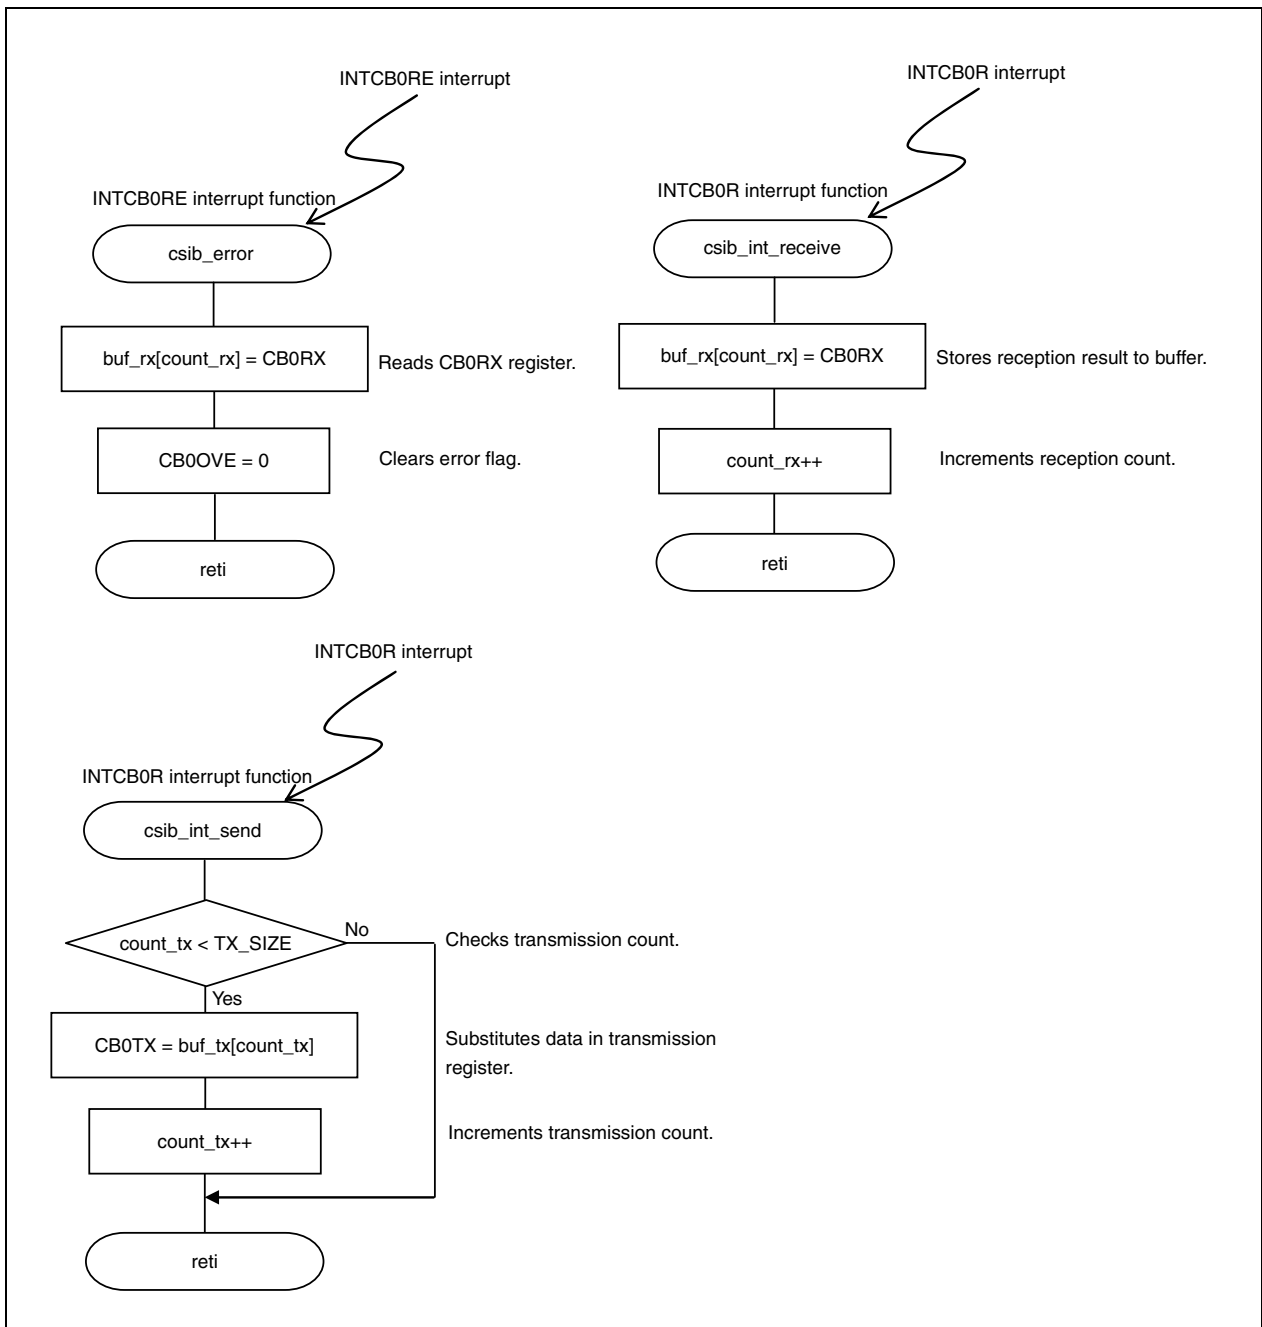 INTCB0RE interrupt
INTCB0RE interrupt function
csib_error
buf_rx[count_rx] = CB0RX
Reads CB0RX register.
CB0OVE = 0
Clears error flag.
reti
INTCB0R interrupt
INTCB0R interrupt function
csib_int_receive
buf_rx[count_rx] = CB0RX
Stores reception result to buffer.
count_rx++
Increments reception count.
reti
INTCB0R interrupt
INTCB0R interrupt function
csib_int_send
count_tx < TX_SIZE
No
Checks transmission count.
Yes
CB0TX = buf_tx[count_tx]
Substitutes data in transmission
register.
count_tx++
Increments transmission count.
reti